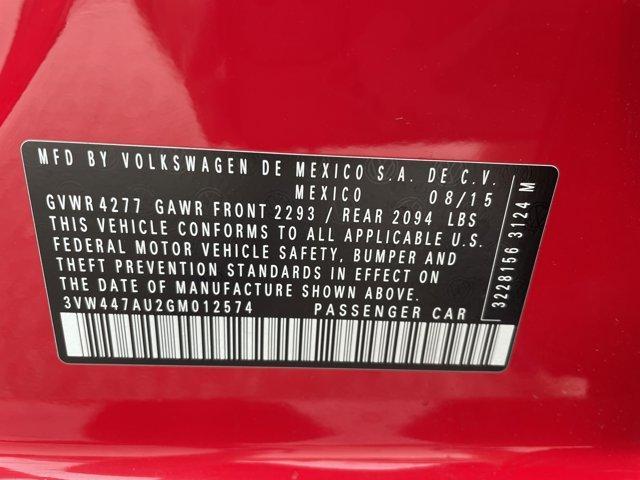 MFD BY VOLKSWAGEN DE MEXICO S.A. DE C.V.
MEXICO 08/15
GVWR 4277 GAWR FRONT 2293 / REAR 2094 LBS
THIS VEHICLE CONFORMS TO ALL APPLICABLE U.S.
FEDERAL MOTOR VEHICLE SAFETY, BUMPER AND
THEFT PREVENTION STANDARDS IN EFFECT ON
THE DATE OF MANUFACTURE SHOWN ABOVE.
3VW447AU2GM012574 PASSENGER CAR
3228156 3124 M